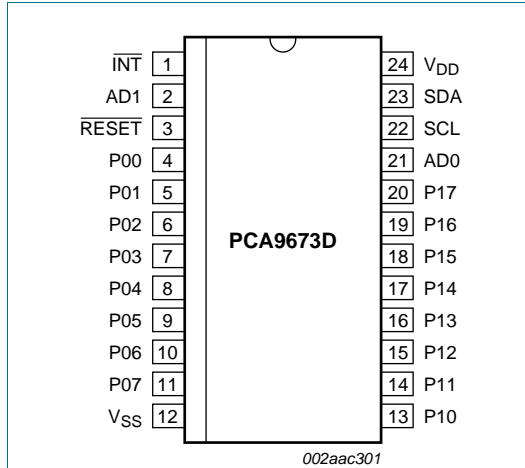 INT 1 24 VDD
AD1 2 23 SDA
RESET 3 22 SCL
P00 4 21 AD0
P01 5 20 P17
P02 6 19 P16
PCA9673D
P03 7 18 P15
P04 8 17 P14
P05 9 16 P13
P06 10 15 P12
P07 11 14 P11
VSS 12 13 P10
002aac301